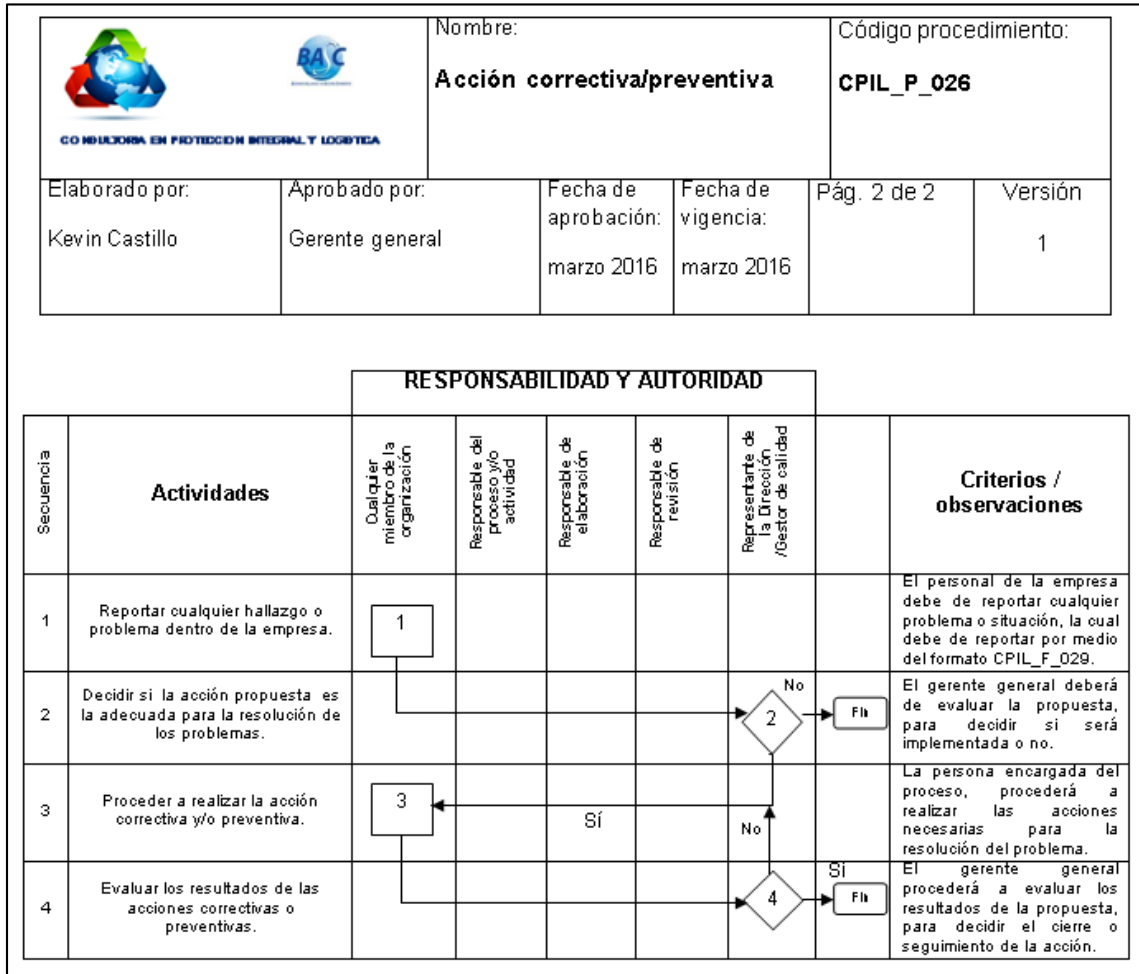 Nombre:
Código procedimiento:
BASC
Acción correctiva/preventiva
CPIL_P_026
CONSULTORIA EN PROTECCION INTEGRAL Y LOGISTICA
Elaborado por:
Kevin Castillo
Aprobado por:
Gerente general
Fecha de
aprobación:
marzo 2016
Fecha de
vigencia:
marzo 2016
Pág. 2 de 2
Versión
1
RESPONSABILIDAD Y AUTORIDAD
Secuencia
Actividades
Cualquier
miembro de la
organización
Responsable del
proceso y/o
actividad
Responsable de
elaboración
Responsable de
revisión
Representante de
la Dirección
/Gestor de calidad
Criterios /
observaciones
1
Reportar cualquier hallazgo o
problema dentro de la empresa.
1
El personal de la empresa
debe de reportar cualquier
problema o situación, la cual
debe de reportar por medio
del formato CPIL_F_029.
2
Decidir si la acción propuesta es
la adecuada para la resolución de
los problemas.
2
No
Fin
El gerente general deberá
de evaluar la propuesta,
para decidir si será
implementada o no.
3
Proceder a realizar la acción
correctiva y/o preventiva.
3
Sí
No
La persona encargada del
proceso, procederá a
realizar las acciones
necesarias para la
resolución del problema.
4
Evaluar los resultados de las
acciones correctivas o
preventivas.
4
Si
Fin
El gerente general
procederá a evaluar los
resultados de la propuesta,
para decidir el cierre o
seguimiento de la acción.